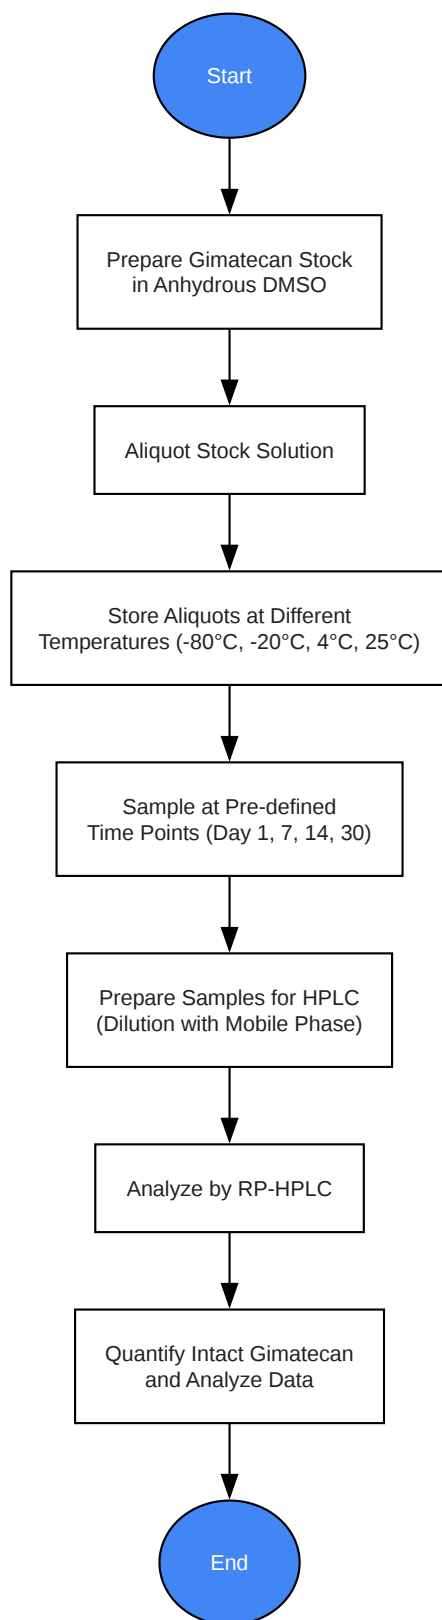 Start
Prepare Gimatecan Stock
in Anhydrous DMSO
Aliquot Stock Solution
Store Aliquots at Different
Temperatures (-80°C, -20°C, 4°C, 25°C)
Sample at Pre-defined
Time Points (Day 1, 7, 14, 30)
Prepare Samples for HPLC
(Dilution with Mobile Phase)
Analyze by RP-HPLC
Quantify Intact Gimatecan
and Analyze Data
End